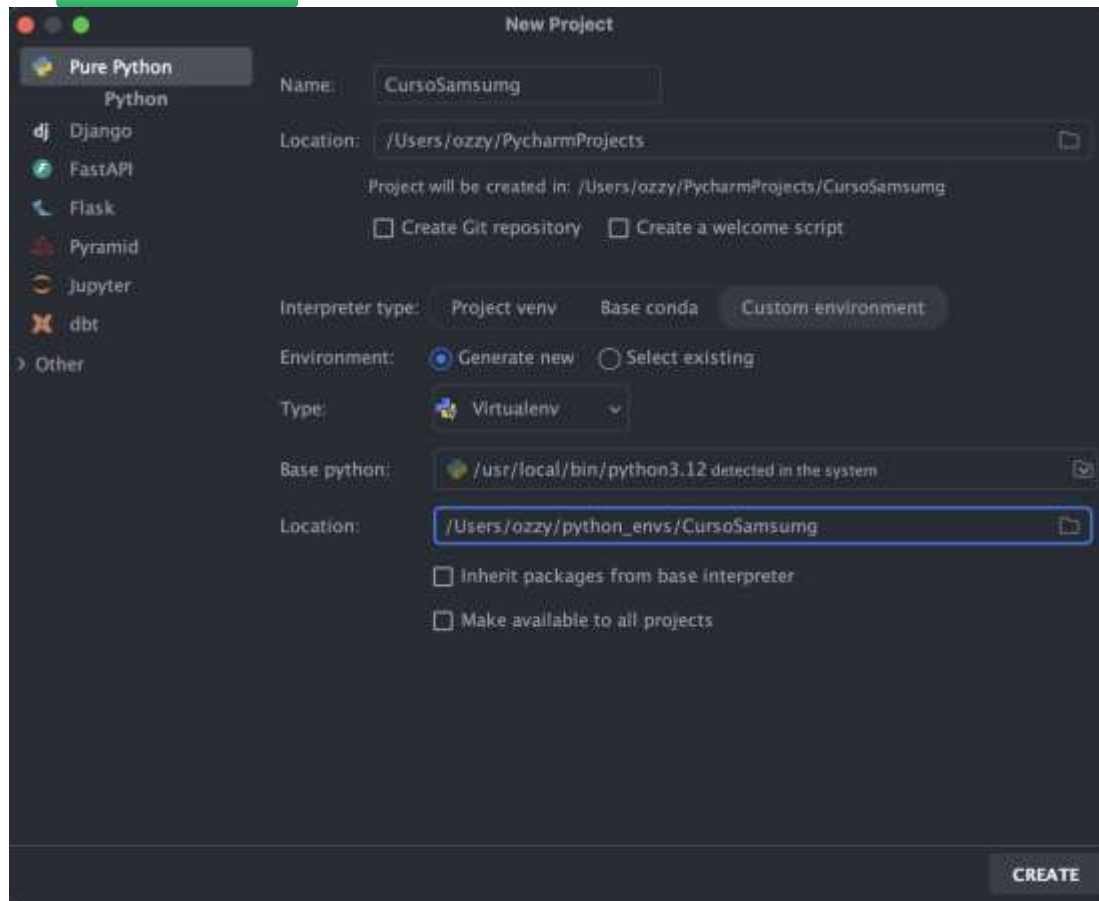 New Project
Pure Python
Python
dj Django
FastAPI
Flask
Pyramid
Jupyter
dbt
> Other
Name: CursoSamsumg
Location: /Users/ozzy/PycharmProjects
Project will be created in: /Users/ozzy/PycharmProjects/CursoSamsumg
Create Git repository Create a welcome script
Interpreter type: Project venv Base conda Custom environment
Environment: Generate new Select existing
Type: Virtualenv
Base python: /usr/local/bin/python3.12 detected in the system
Location: /Users/ozzy/python_envs/CursoSamsumg
Inherit packages from base interpreter
Make available to all projects
CREATE